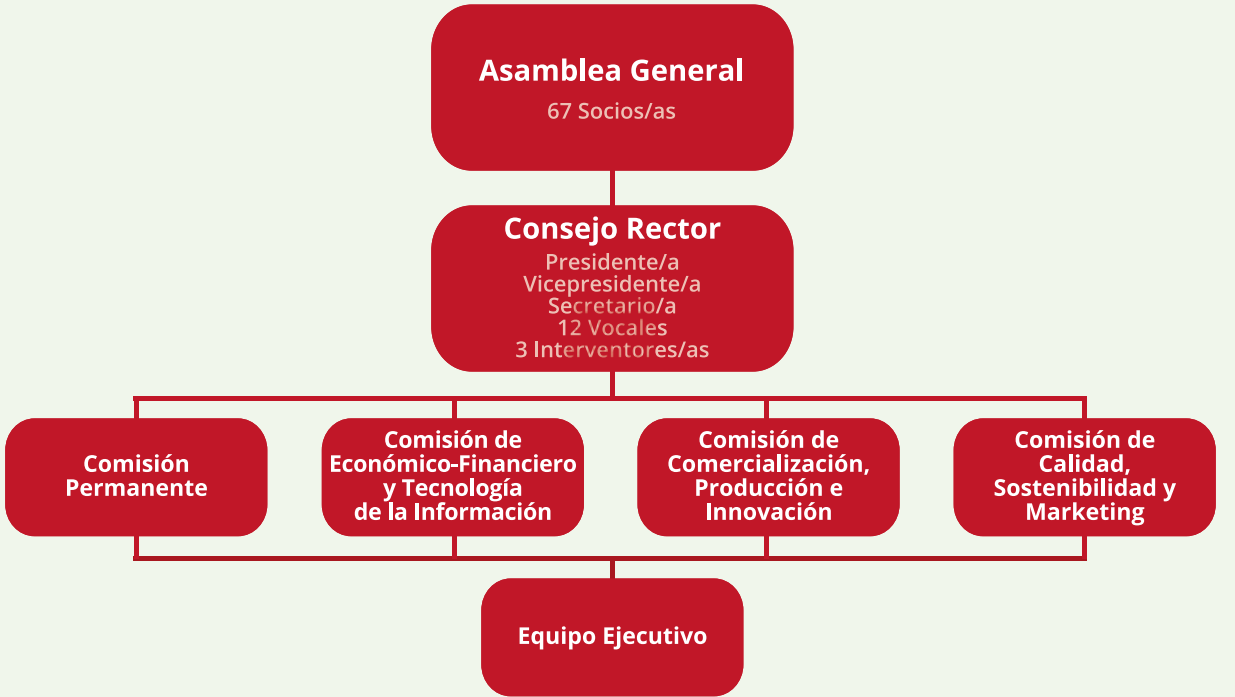 Asamblea General
67 Socios/as
Consejo Rector
Presidente/a
Vicepresidente/a
Secretario/a
12 Vocales
3 Interventores/as
Comisión
Permanente
Comisión de
Económico-Financiero
y Tecnología
de la Información
Comisión de
Comercialización,
Producción e
Innovación
Comisión de
Calidad,
Sostenibilidad y
Marketing
Equipo Ejecutivo